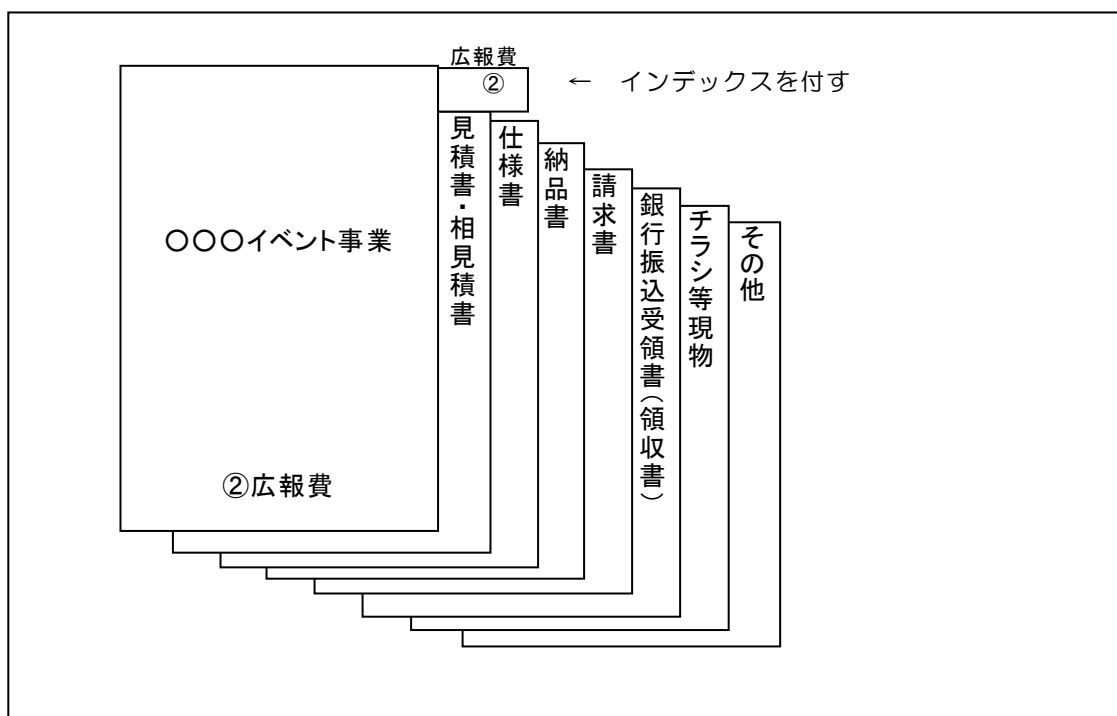 広報費
②
← インデックスを付す
〇〇〇イベント事業
②広報費
見積書・相見積書
仕様書
納品書
請求書
銀行振込受領書(領収書)
チラシ等現物
その他